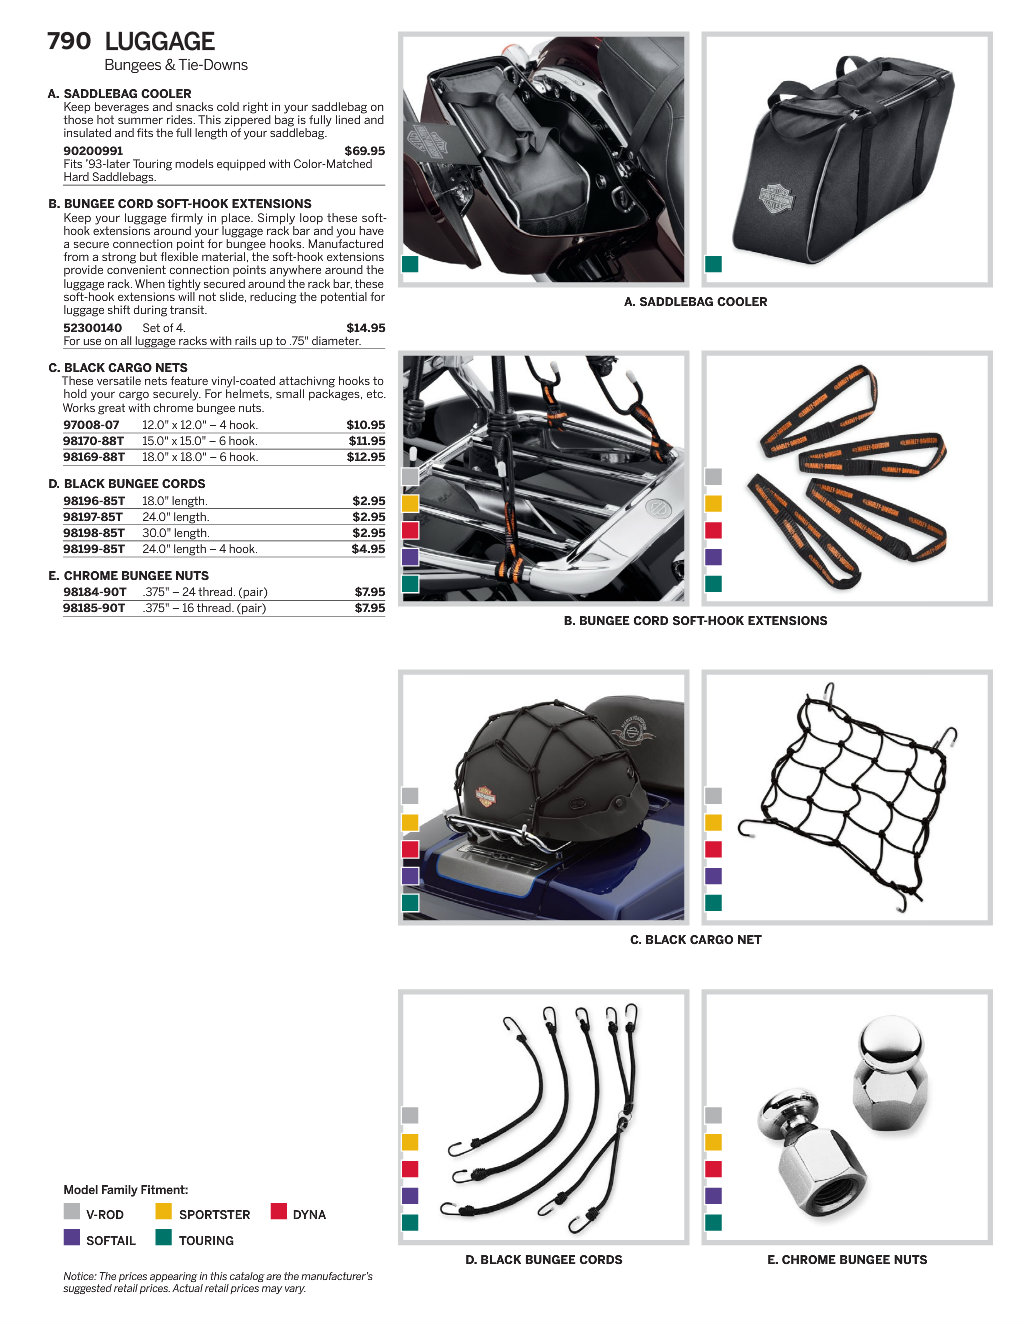 790 LUGGAGE
Bungees & Tie-Downs
A. SADDLEBAG COOLER
Keep beverages and snacks cold right in your saddlebag on
those hot summer rides. This zippered bag is fully lined and
insulated and fits the full length of your saddlebag.
90200991 $69.95
Fits '93-later Touring models equipped with Color-Matched
Hard Saddlebags.
B. BUNGEE CORD SOFT-HOOK EXTENSIONS
Keep your luggage firmly in place. Simply loop these soft-
hook extensions around your luggage rack bar and you have
a secure connection point for bungee hooks. Manufactured
from a strong but flexible material, the soft-hook extensions
provide convenient connection points anywhere around the
luggage rack. When tightly secured around the rack bar, these
soft-hook extensions will not slide, reducing the potential for
luggage shift during transit.
52300140 Set of 4. $14.95
For use on all luggage racks with rails up to .75" diameter.
C. BLACK CARGO NETS
These versatile nets feature vinyl-coated attachivng hooks to
hold your cargo securely. For helmets, small packages, etc.
Works great with chrome bungee nuts.
97008-07 12.0" x 12.0" – 4 hook. $10.95
98170-88T 15.0" x 15.0" – 6 hook. $11.95
98169-88T 18.0" x 18.0" – 6 hook. $12.95
D. BLACK BUNGEE CORDS
98196-85T 18.0" length. $2.95
98197-85T 24.0" length. $2.95
98198-85T 30.0" length. $2.95
98199-85T 24.0" length – 4 hook. $4.95
E. CHROME BUNGEE NUTS
98184-90T .375" – 24 thread. (pair) $7.95
98185-90T .375" – 16 thread. (pair) $7.95
A. SADDLEBAG COOLER
HARLEY-DAVIDSON
B. BUNGEE CORD SOFT-HOOK EXTENSIONS
C. BLACK CARGO NET
D. BLACK BUNGEE CORDS
E. CHROME BUNGEE NUTS
Model Family Fitment:
V-ROD SPORTSTER DYNA
SOFTAIL TOURING
Notice: The prices appearing in this catalog are the manufacturer's
suggested retail prices. Actual retail prices may vary.